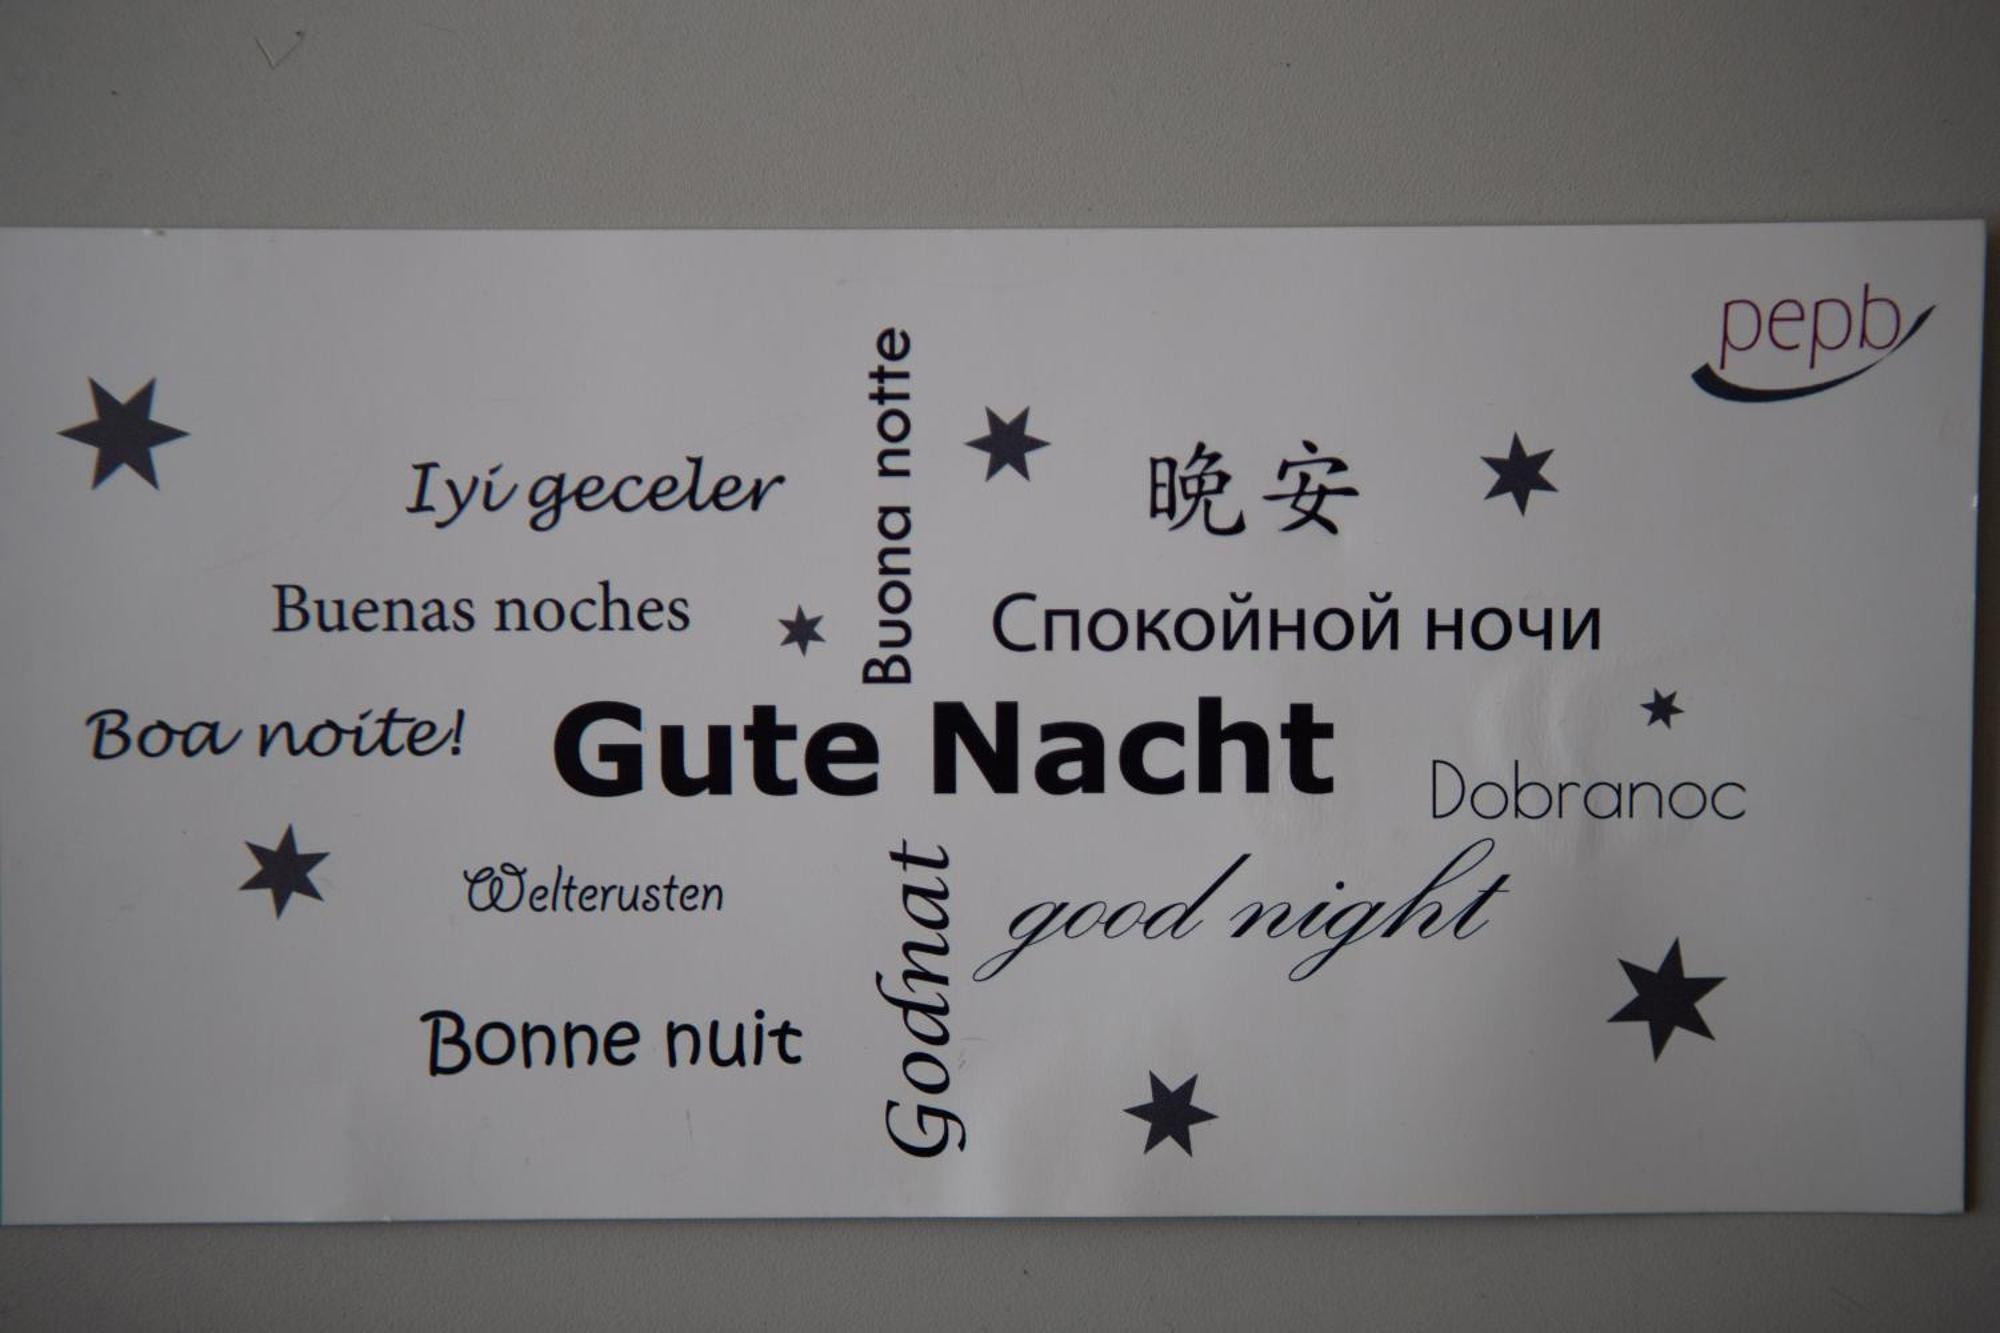 pepb
Iyi geceler
Buona notte
晚安
Buenas noches
Спокойной ночи
Boa noite!
Gute Nacht
Dobranoc
Welterusten
Godnat
good night
Bonne nuit